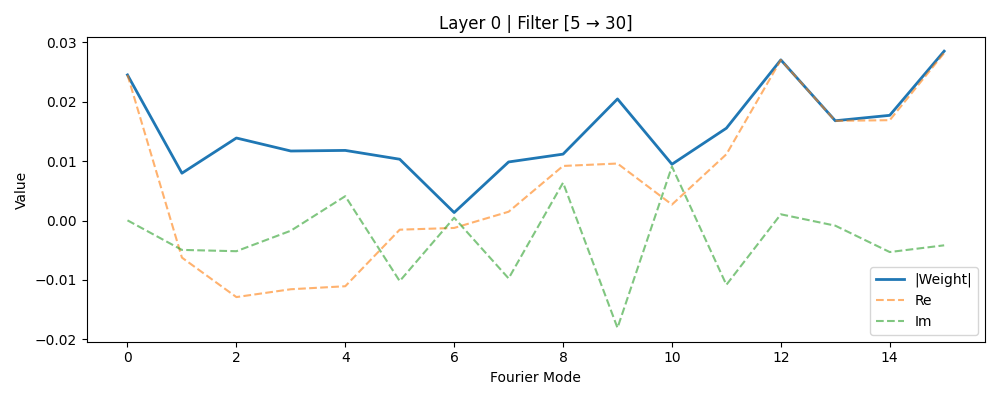 Layer 0 | Filter [5 → 30]
Value
0.03
0.02
0.01
0.00
−0.01
−0.02
0 2 4 6 8 10 12 14
Fourier Mode
|Weight|
Re
Im